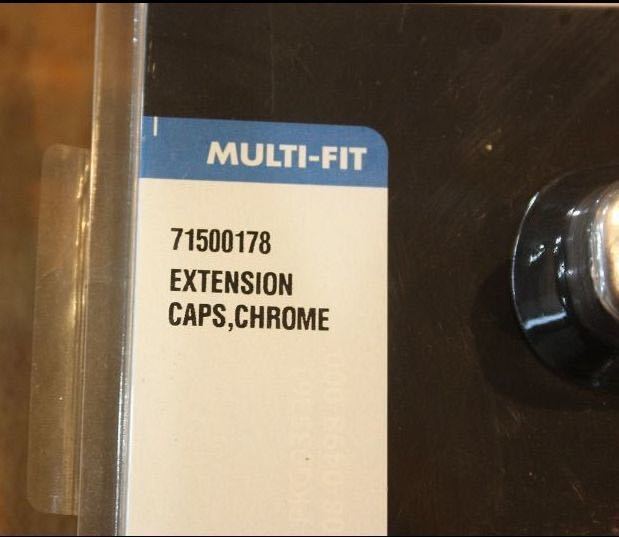 MULTI-FIT
71500178
EXTENSION
CAPS,CHROME